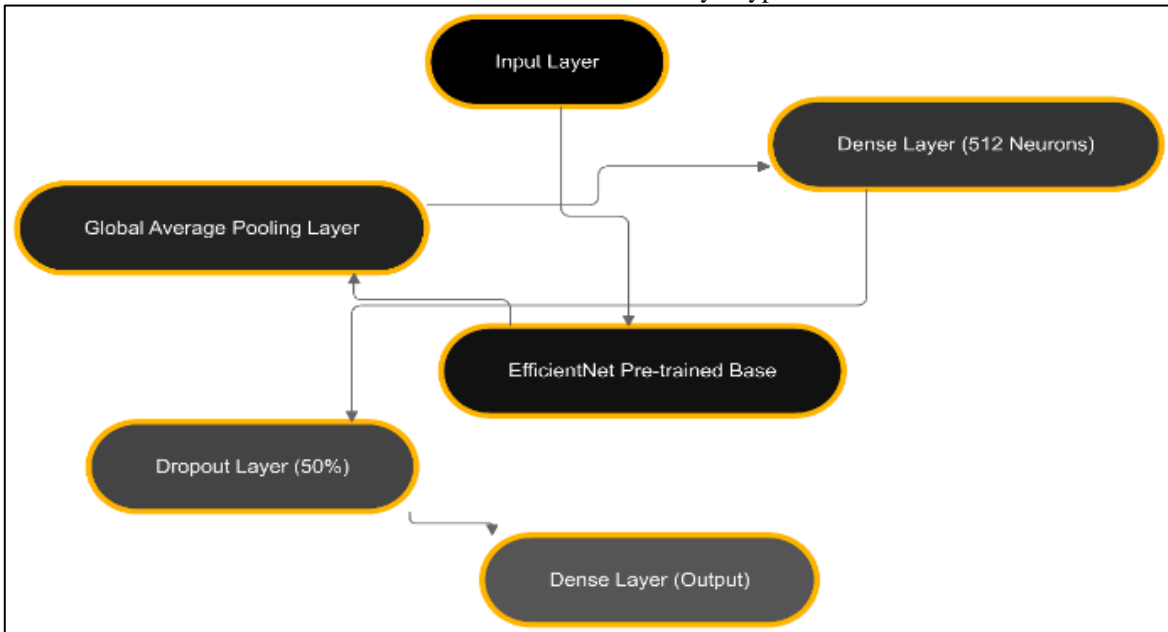 Input Layer
Dense Layer (512 Neurons)
Global Average Pooling Layer
EfficientNet Pre-trained Base
Dropout Layer (50%)
Dense Layer (Output)